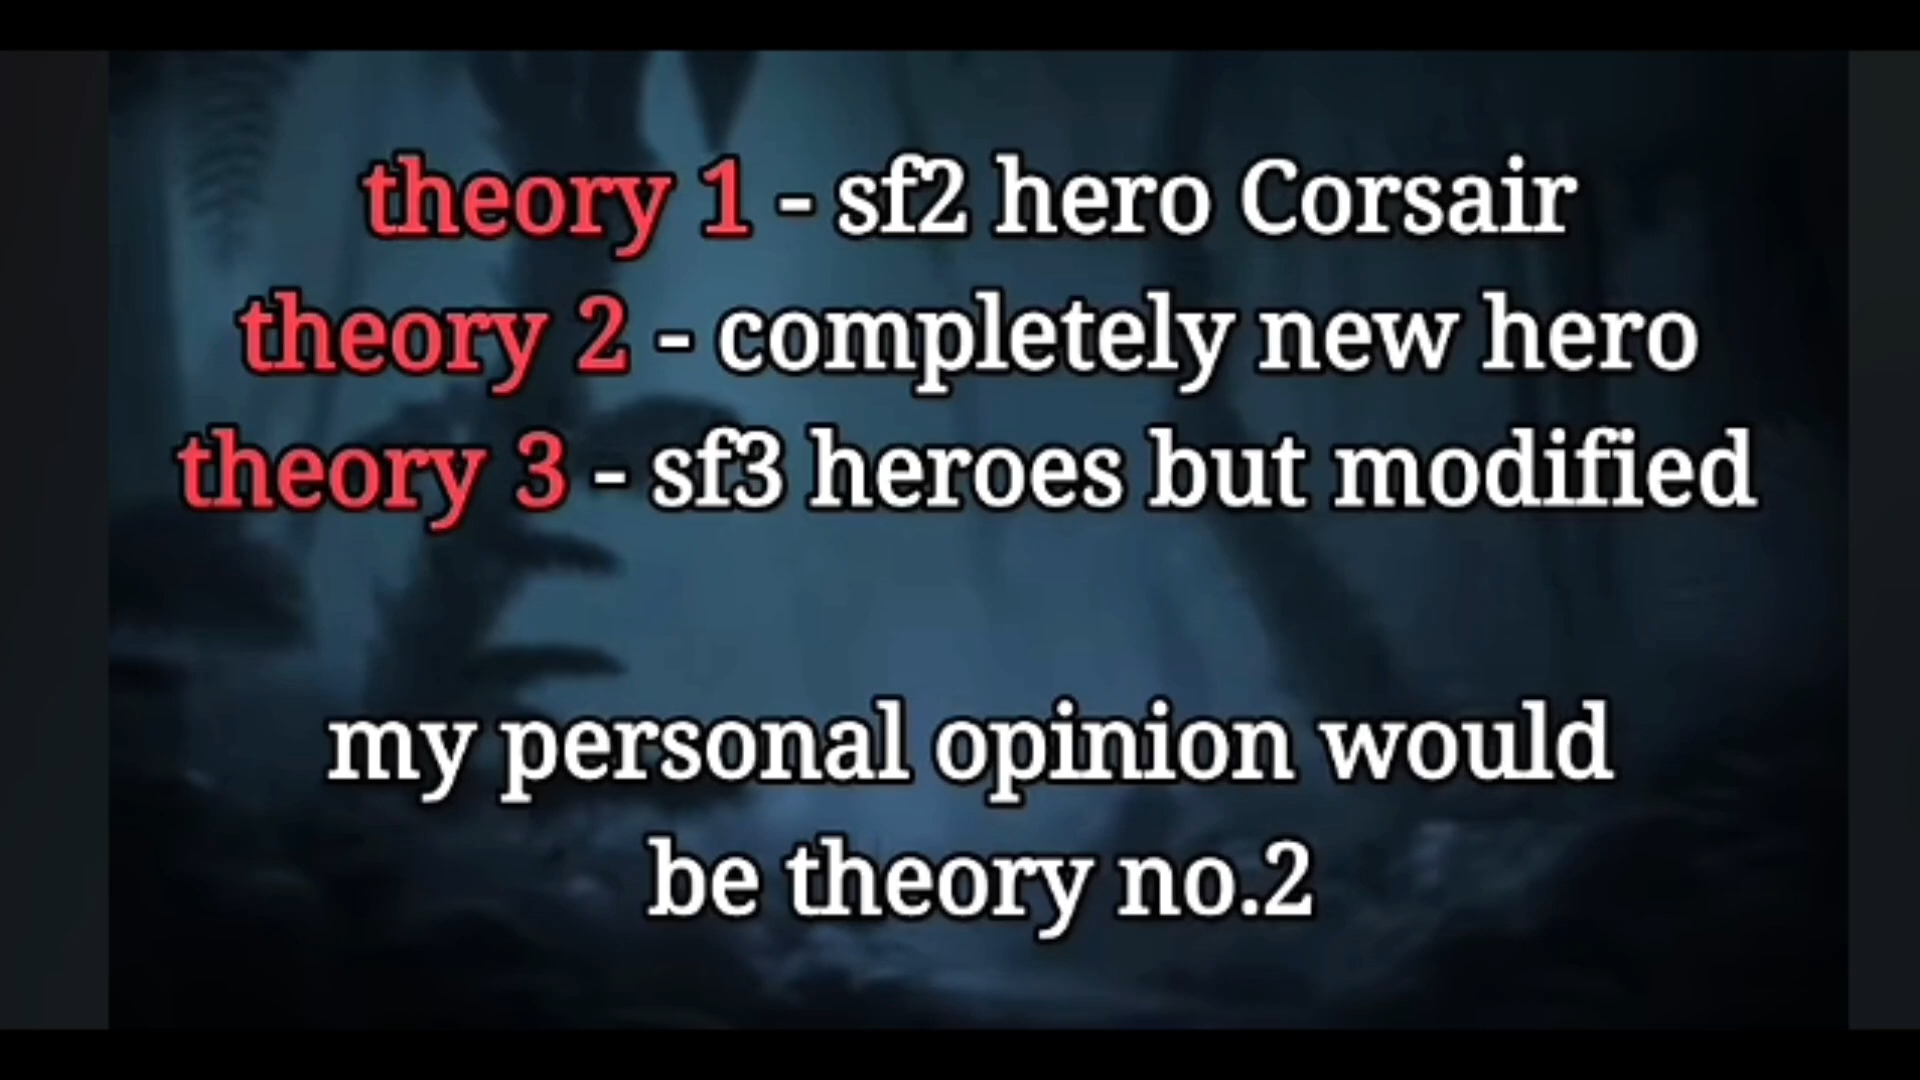 theory 1 - sf2 hero Corsair
theory 2 - completely new hero
theory 3 - sf3 heroes but modified
my personal opinion would
be theory no.2